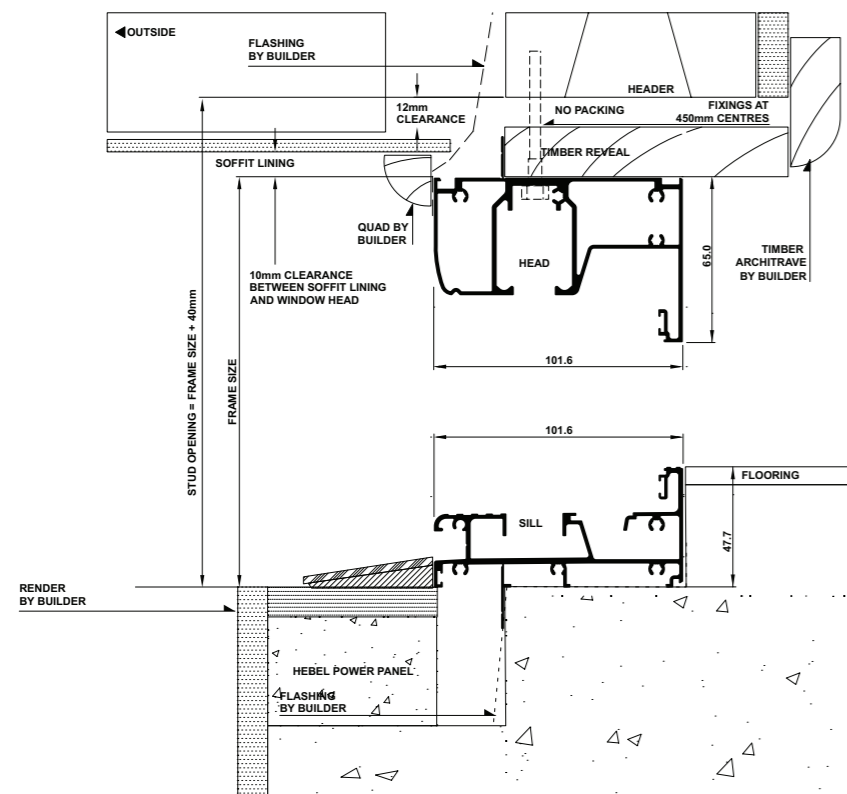 OUTSIDE
FLASHING
BY BUILDER
HEADER
12mm
CLEARANCE
NO PACKING
FIXINGS AT
450mm CENTRES
SOFFIT LINING
TIMBER REVEAL
QUAD BY
BUILDER
HEAD
65.0
TIMBER
ARCHITRAVE
BY BUILDER
10mm CLEARANCE
BETWEEN SOFFIT LINING
AND WINDOW HEAD
STUD OPENING = FRAME SIZE + 40mm
FRAME SIZE
101.6
101.6
FLOORING
SILL
47.7
RENDER
BY BUILDER
HEBEL POWER PANEL
FLASHING
BY BUILDER